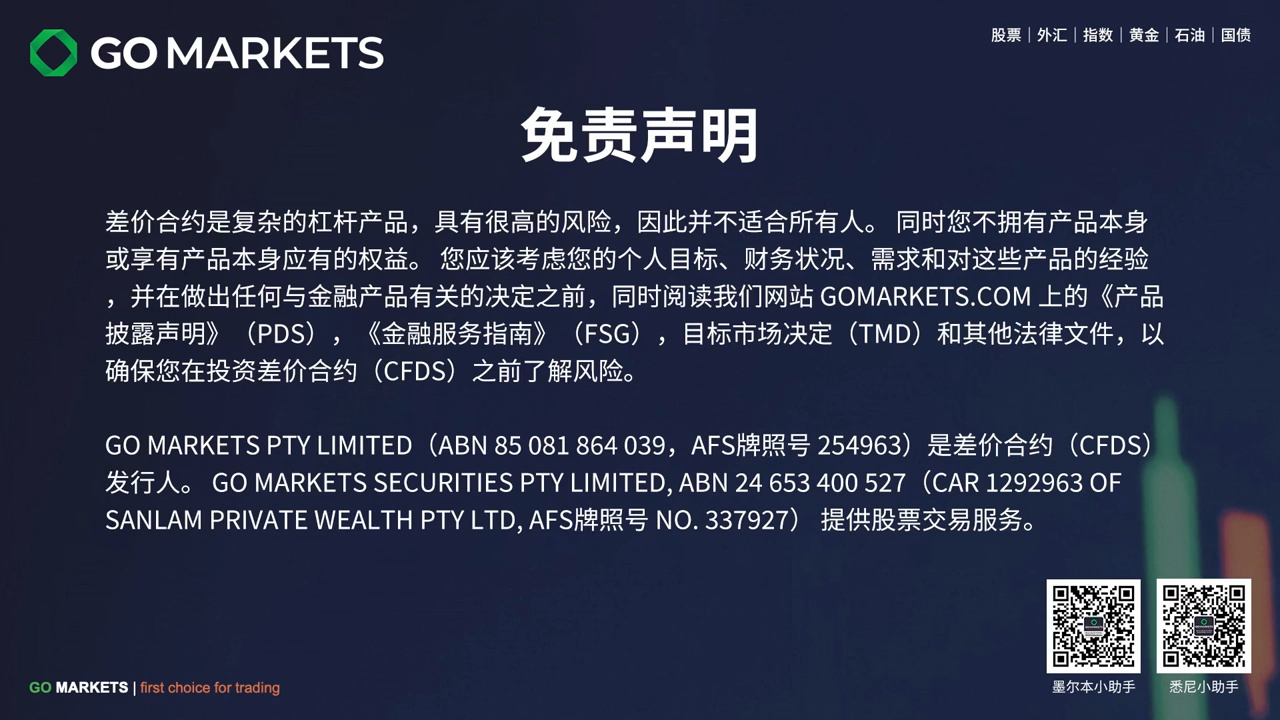 GO MARKETS
股票｜外汇｜指数｜黄金｜石油｜国债
免责声明
差价合约是复杂的杠杆产品，具有很高的风险，因此并不适合所有人。 同时您不拥有产品本身
或享有产品本身应有的权益。 您应该考虑您的个人目标、财务状况、需求和对这些产品的经验
，并在做出任何与金融产品有关的决定之前，同时阅读我们网站 GOMARKETS.COM 上的《产品
披露声明》（PDS），《金融服务指南》（FSG），目标市场决定（TMD）和其他法律文件，以
确保您在投资差价合约（CFDS）之前了解风险。
GO MARKETS PTY LIMITED（ABN 85 081 864 039，AFS牌照号 254963）是差价合约（CFDS）
发行人。 GO MARKETS SECURITIES PTY LIMITED, ABN 24 653 400 527（CAR 1292963 OF
SANLAM PRIVATE WEALTH PTY LTD, AFS牌照号 NO. 337927） 提供股票交易服务。
墨尔本小助手
悉尼小助手
GO MARKETS | first choice for trading